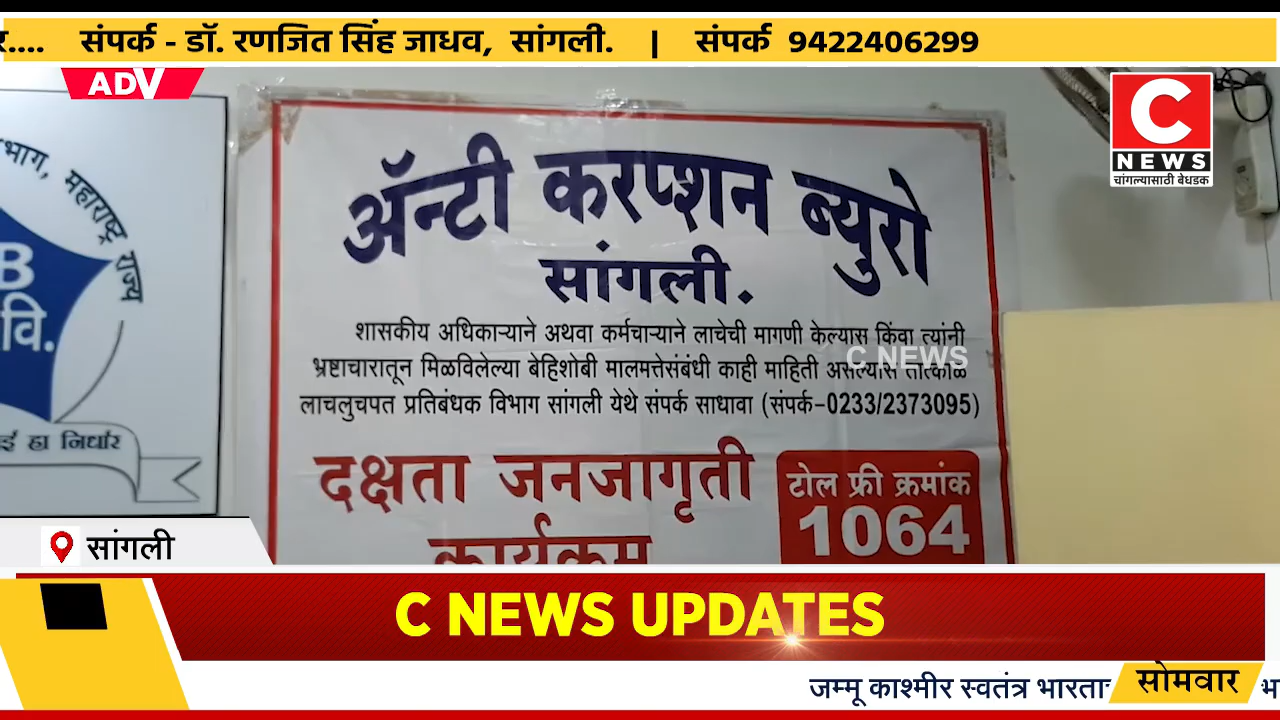 संपर्क - डॉ. रणजित सिंह जाधव, सांगली. | संपर्क 9422406299
ADV
C
NEWS
चांगल्यासाठी बेधडक
महाराष्ट्र राज्य
B
वि.
हा निर्धार
ॲन्टी करप्शन ब्युरो
सांगली.
शासकीय अधिकाऱ्याने अथवा कर्मचाऱ्याने लाचेची मागणी केल्यास किंवा त्यांनी
भ्रष्टाचारातून मिळविलेल्या बेहिशोबी मालमत्तेसंबंधी काही माहिती असल्यास तात्काळ
लाचलुचपत प्रतिबंधक विभाग सांगली येथे संपर्क साधावा (संपर्क-0233/2373095)
C NEWS
दक्षता जनजागृती
कार्यक्रम
टोल फ्री क्रमांक
1064
सांगली
C NEWS UPDATES
जम्मू काश्मीर स्वतंत्र
सोमवार